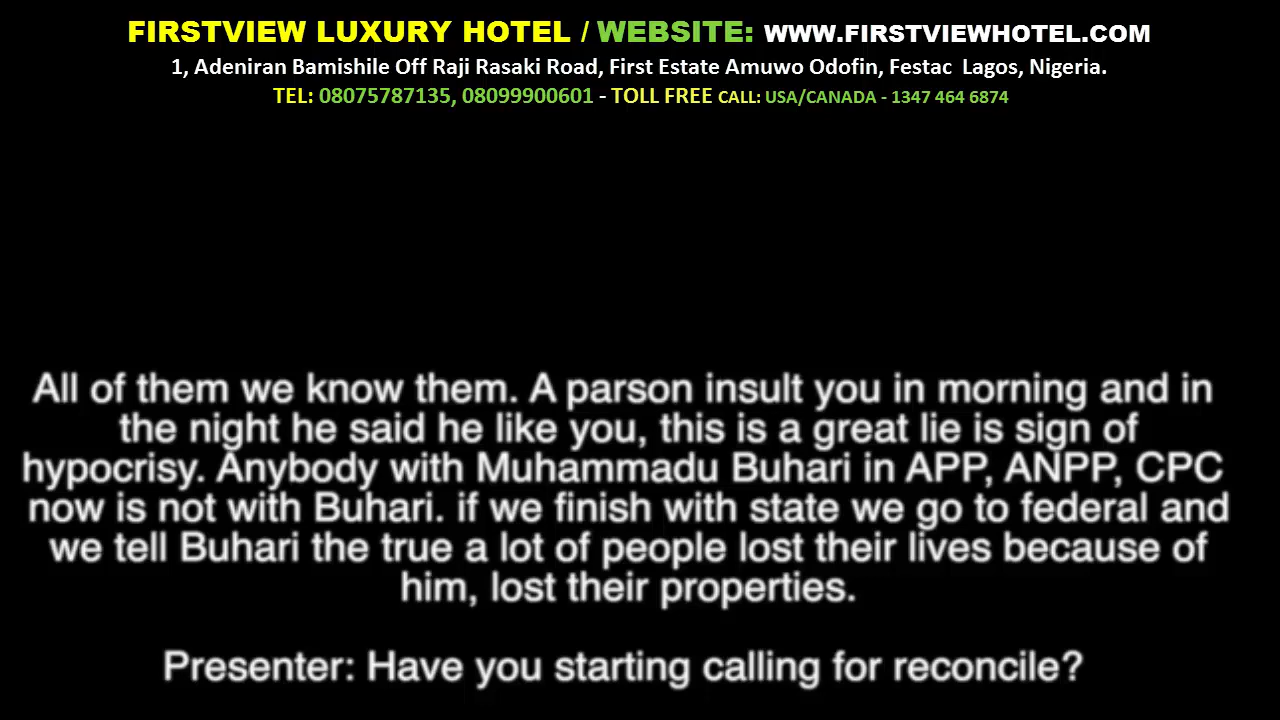 FIRSTVIEW LUXURY HOTEL / WEBSITE: WWW.FIRSTVIEWHOTEL.COM
1, Adeniran Bamishile Off Raji Rasaki Road, First Estate Amuwo Odofin, Festac Lagos, Nigeria.
TEL: 08075787135, 08099900601 - TOLL FREE CALL: USA/CANADA - 1347 464 6874
All of them we know them. A parson insult you in morning and in
the night he said he like you, this is a great lie is sign of
hypocrisy. Anybody with Muhammadu Buhari in APP, ANPP, CPC
now is not with Buhari. if we finish with state we go to federal and
we tell Buhari the true a lot of people lost their lives because of
him, lost their properties.
Presenter: Have you starting calling for reconcile?